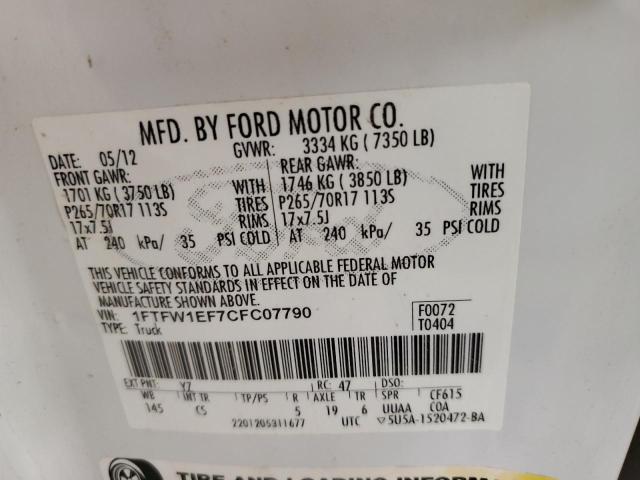 MFD. BY FORD MOTOR CO.
DATE: 05/12 GVWR: 3334 KG ( 7350 LB)
FRONT GAWR: REAR GAWR:
1701 KG ( 3750 LB) WITH 1746 KG ( 3850 LB) WITH
P265/70R17 113S TIRES P265/70R17 113S TIRES
17x7.5J RIMS 17x7.5J RIMS
AT 240 kPa/ 35 PSI COLD AT 240 kPa/ 35 PSI COLD
THIS VEHICLE CONFORMS TO ALL APPLICABLE FEDERAL MOTOR
VEHICLE SAFETY STANDARDS IN EFFECT ON THE DATE OF
MANUFACTURE SHOWN ABOVE.
VIN: 1FTFW1EF7CFC07790 F0072
TYPE: Truck T0404
EXT PNT: YZ RC: 47 DSO:
WB INT TR TP/PS R AXLE TR SPR CF615
145 CS 5 19 6 UUAA COA
2201205311677 UTC ▽5U5A-1520472-BA
TIRE AND LOADING INFORM